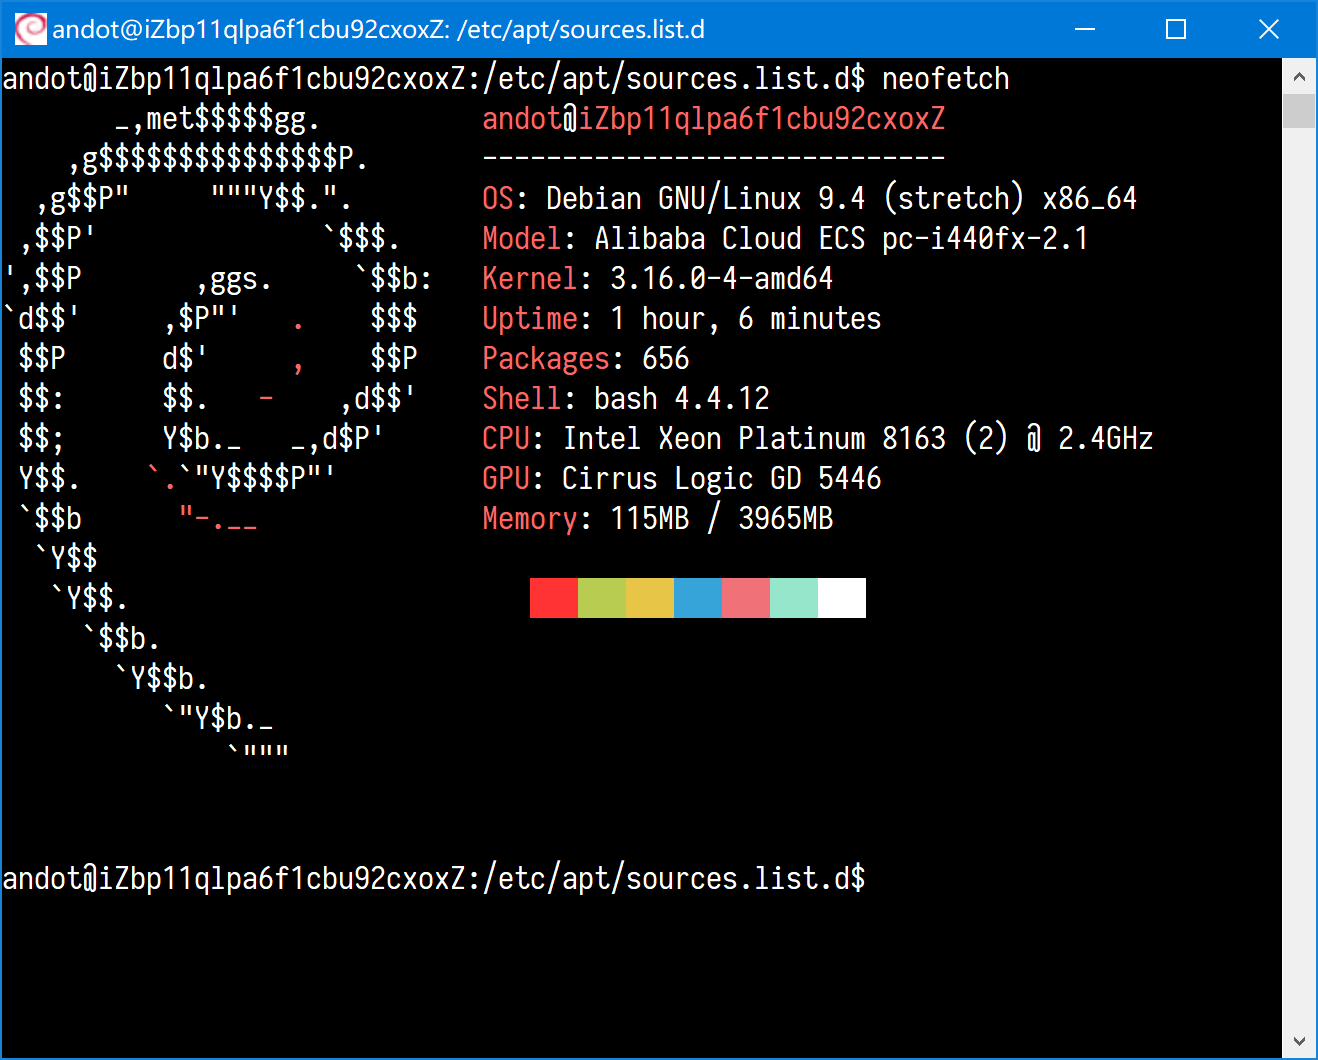 andot@iZbp11qlpa6f1cbu92cxoxZ: /etc/apt/sources.list.d
andot@iZbp11qlpa6f1cbu92cxoxZ:/etc/apt/sources.list.d$ neofetch
       _,met$$$$$gg.          andot@iZbp11qlpa6f1cbu92cxoxZ
    ,g$$$$$$$$$$$$$$$P.       -----------------------------
  ,g$$P"     """Y$$.".        OS: Debian GNU/Linux 9.4 (stretch) x86_64
 ,$$P'              `$$$.     Model: Alibaba Cloud ECS pc-i440fx-2.1
',$$P       ,ggs.     `$$b:   Kernel: 3.16.0-4-amd64
`d$$'     ,$P"'   .    $$$    Uptime: 1 hour, 6 minutes
 $$P      d$'     ,    $$P    Packages: 656
 $$:      $$.   -    ,d$$'    Shell: bash 4.4.12
 $$;      Y$b._   _,d$P'      CPU: Intel Xeon Platinum 8163 (2) @ 2.4GHz
 Y$$.    `.`"Y$$$$P"'         GPU: Cirrus Logic GD 5446
 `$$b      "-.__              Memory: 115MB / 3965MB
  `Y$$
   `Y$$.
     `$$b.
       `Y$$b.
          `"Y$b._
              `"""
andot@iZbp11qlpa6f1cbu92cxoxZ:/etc/apt/sources.list.d$